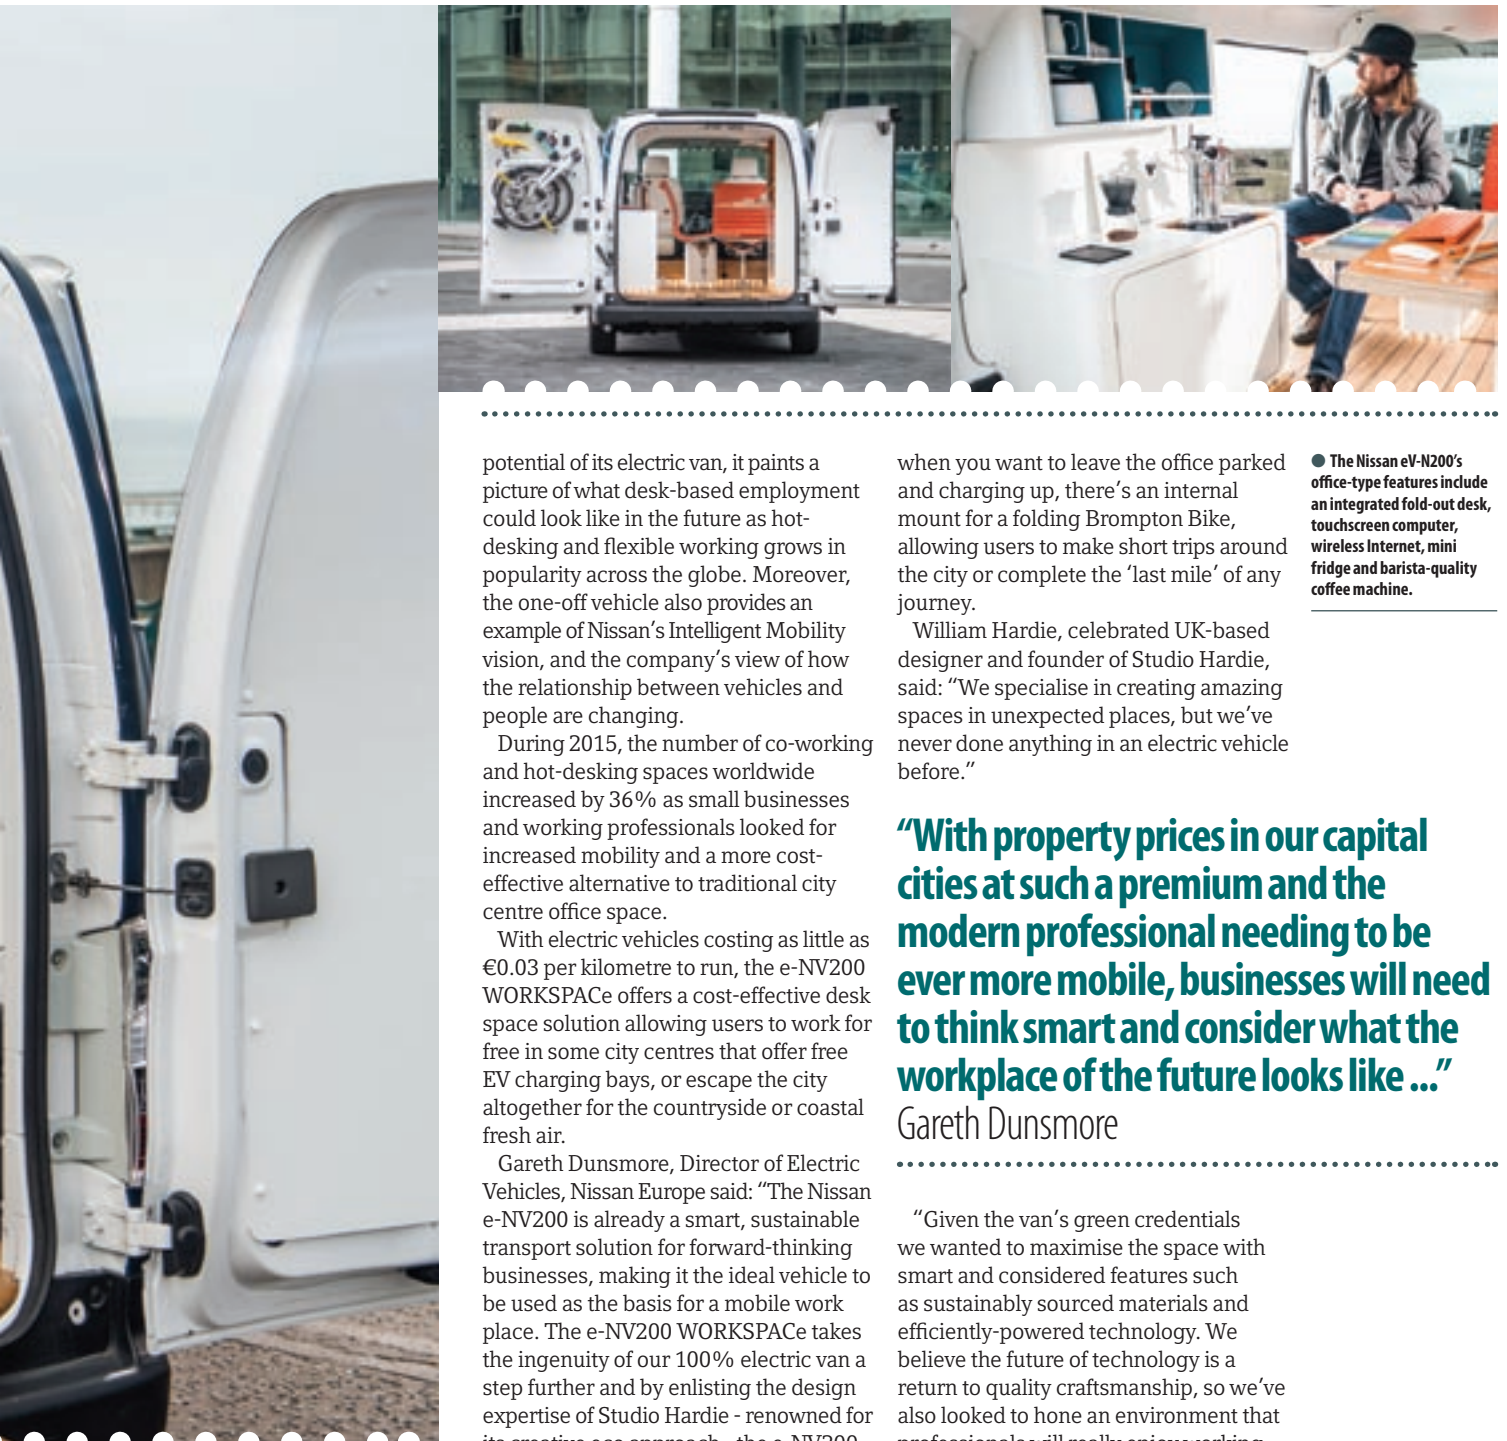 potential of its electric van, it paints a
picture of what desk-based employment
could look like in the future as hot-
desking and flexible working grows in
popularity across the globe. Moreover,
the one-off vehicle also provides an
example of Nissan’s Intelligent Mobility
vision, and the company’s view of how
the relationship between vehicles and
people are changing.
During 2015, the number of co-working
and hot-desking spaces worldwide
increased by 36% as small businesses
and working professionals looked for
increased mobility and a more cost-
effective alternative to traditional city
centre office space.
With electric vehicles costing as little as
€0.03 per kilometre to run, the e-NV200
WORKSPACe offers a cost-effective desk
space solution allowing users to work for
free in some city centres that offer free
EV charging bays, or escape the city
altogether for the countryside or coastal
fresh air.
Gareth Dunsmore, Director of Electric
Vehicles, Nissan Europe said: “The Nissan
e-NV200 is already a smart, sustainable
transport solution for forward-thinking
businesses, making it the ideal vehicle to
be used as the basis for a mobile work
place. The e-NV200 WORKSPACe takes
the ingenuity of our 100% electric van a
step further and by enlisting the design
expertise of Studio Hardie - renowned for
its creative eco approach - the e-NV200
when you want to leave the office parked
and charging up, there’s an internal
mount for a folding Brompton Bike,
allowing users to make short trips around
the city or complete the ‘last mile’ of any
journey.
William Hardie, celebrated UK-based
designer and founder of Studio Hardie,
said: “We specialise in creating amazing
spaces in unexpected places, but we’ve
never done anything in an electric vehicle
before.”
“With property prices in our capital
cities at such a premium and the
modern professional needing to be
ever more mobile, businesses will need
to think smart and consider what the
workplace of the future looks like ...”
Gareth Dunsmore
“Given the van’s green credentials
we wanted to maximise the space with
smart and considered features such
as sustainably sourced materials and
efficiently-powered technology. We
believe the future of technology is a
return to quality craftsmanship, so we’ve
also looked to hone an environment that
professionals will really enjoy working
● The Nissan eV-N200’s
office-type features include
an integrated fold-out desk,
touchscreen computer,
wireless Internet, mini
fridge and barista-quality
coffee machine.